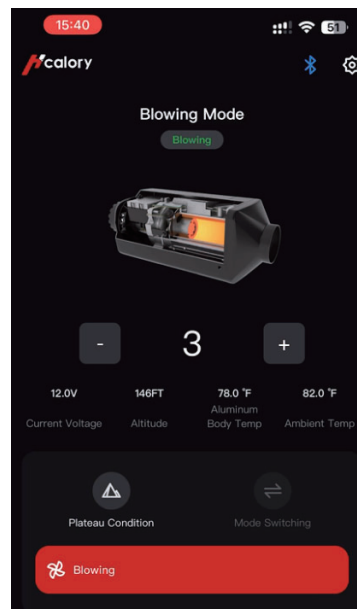 15:40
51
Hcalory
Blowing Mode
Blowing
- 3 +
12.0V 146FT 78.0 °F 82.0 °F
Current Voltage Altitude Aluminum Body Temp Ambient Temp
Plateau Condition Mode Switching
Blowing